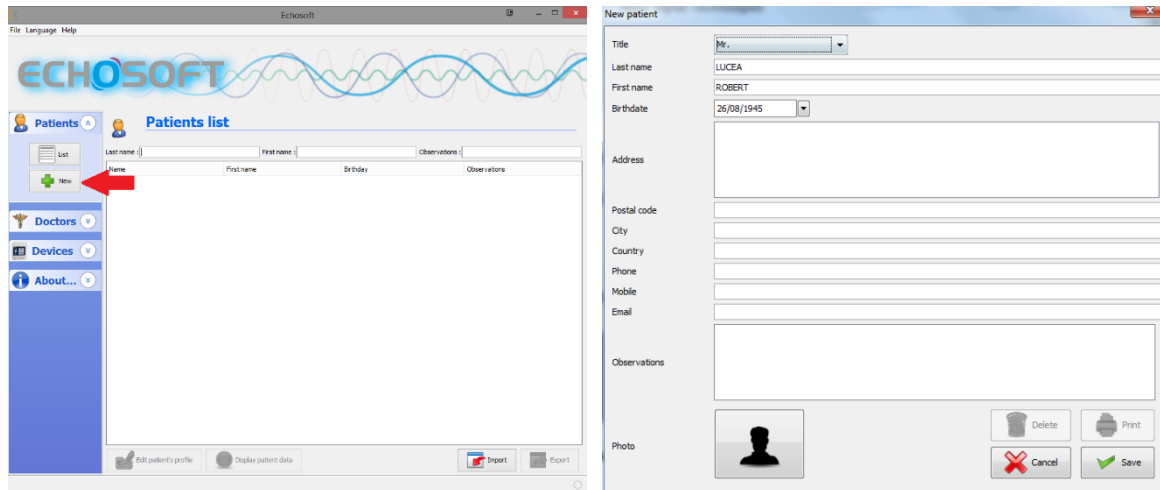 Echosoft
File Language Help
ECHOSOFT
Patients
List
New
Doctors
Devices
About...
Patients list
Last name :
First name :
Observations :
Name First name Birthday Observations
Edit patient's profile
Display patient data
Import
Export
New patient
Title Mr.
Last name LUCEA
First name ROBERT
Birthdate 26/08/1945
Address
Postal code
City
Country
Phone
Mobile
Email
Observations
Photo
Delete
Print
Cancel
Save